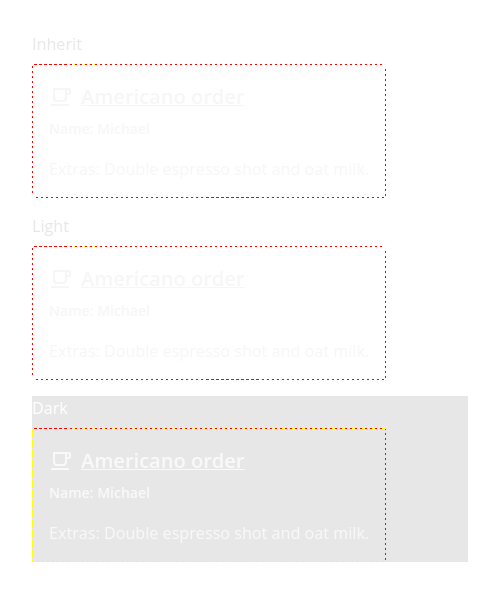 Inherit
Americano order
Name: Michael
Extras: Double espresso shot and oat milk.
Light
Americano order
Name: Michael
Extras: Double espresso shot and oat milk.
Dark
Americano order
Name: Michael
Extras: Double espresso shot and oat milk.